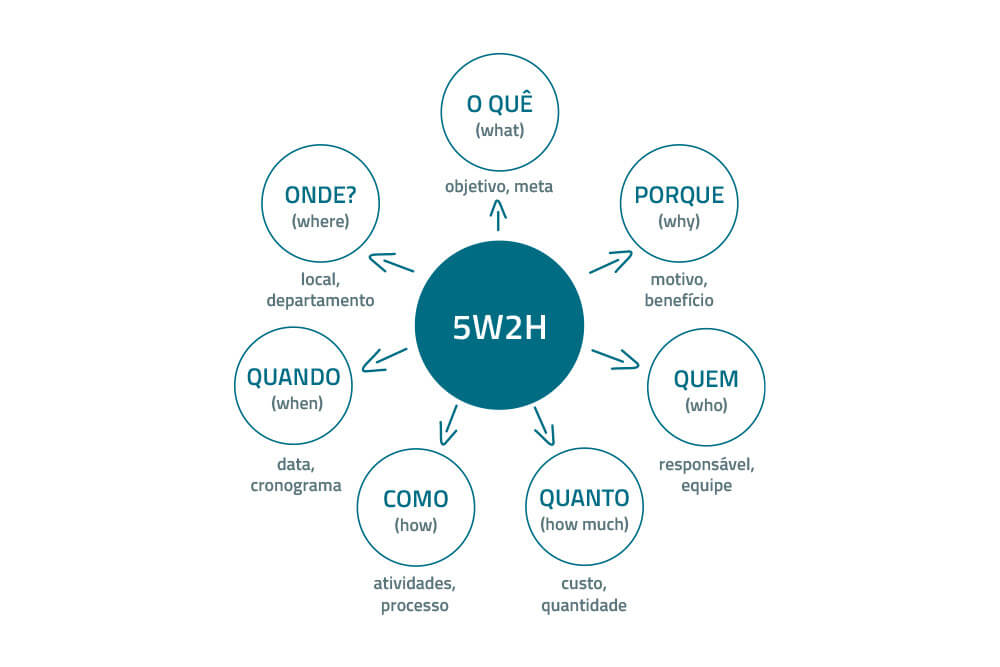 O QUÊ
(what)
objetivo, meta
ONDE?
(where)
local,
departamento
PORQUE
(why)
motivo,
benefício
5W2H
QUANDO
(when)
data,
cronograma
QUEM
(who)
responsável,
equipe
COMO
(how)
atividades,
processo
QUANTO
(how much)
custo,
quantidade